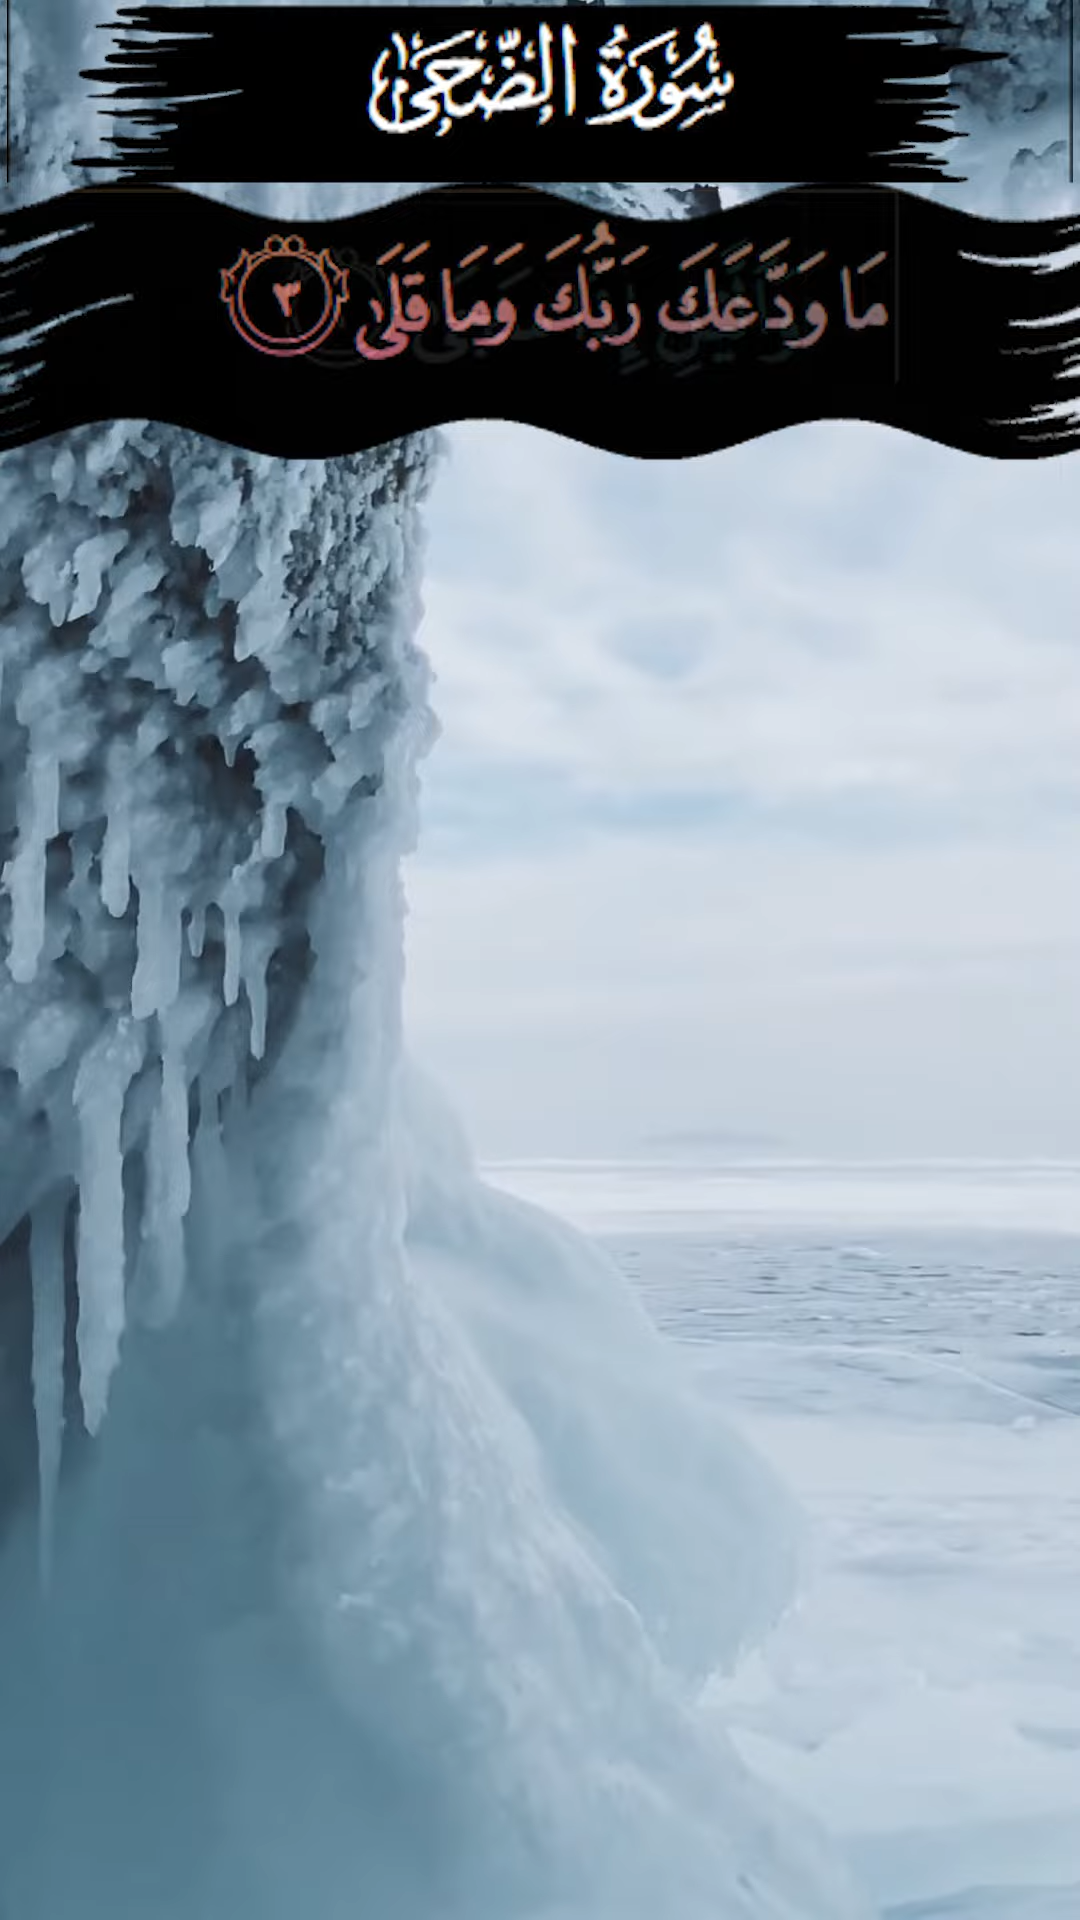 سُورَةُ الضُّحَىٰ
مَا وَدَّعَكَ رَبُّكَ وَمَا قَلَىٰ ٣